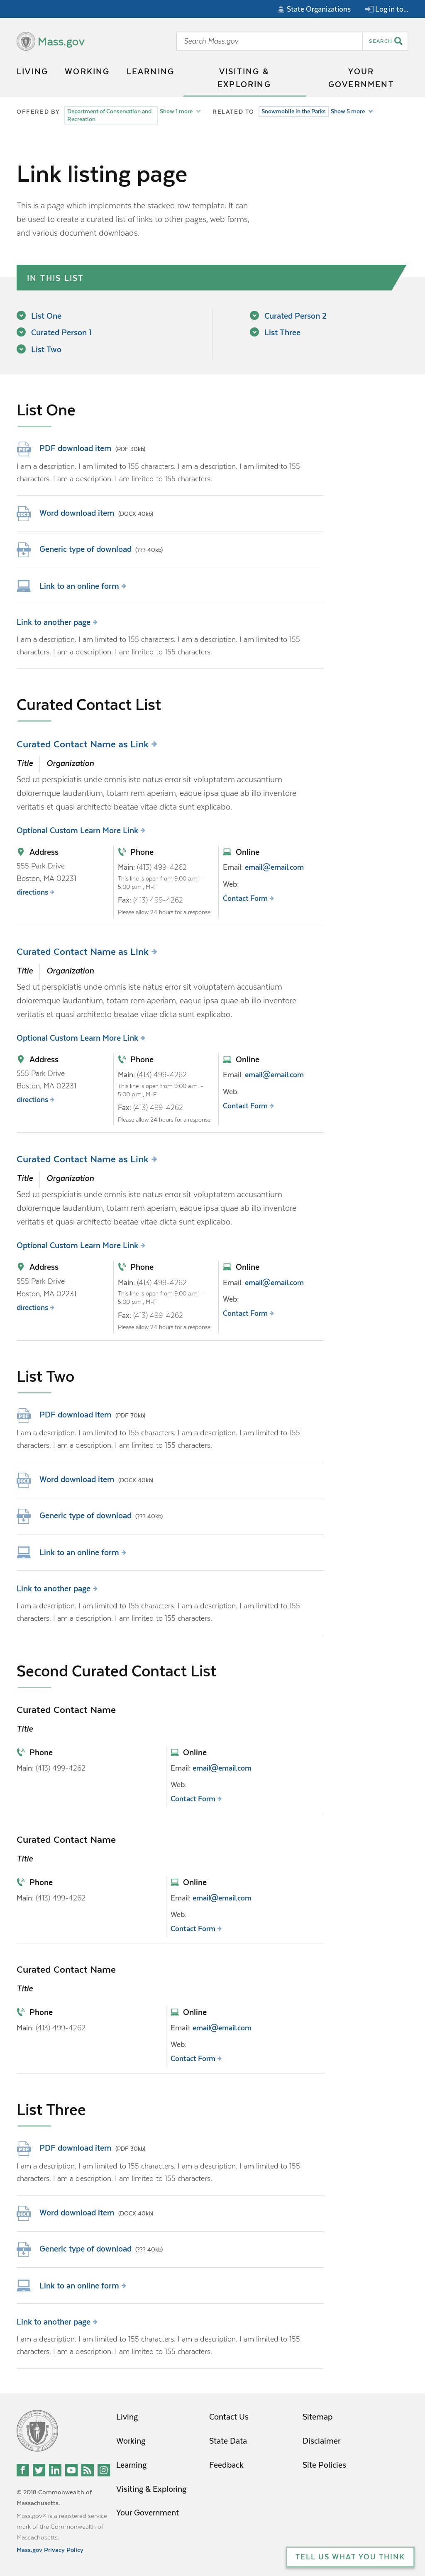 State Organizations
Log in to...
Mass.gov
Search Mass.gov
SEARCH
LIVING
WORKING
LEARNING
VISITING &
EXPLORING
YOUR
GOVERNMENT
OFFERED BY
Department of Conservation and
Recreation
Show 1 more
RELATED TO
Snowmobile in the Parks
Show 5 more
Link listing page
This is a page which implements the stacked row template. It can
be used to create a curated list of links to other pages, web forms,
and various document downloads.
IN THIS LIST
List One
Curated Person 1
List Two
Curated Person 2
List Three
List One
PDF download item (PDF 30kb)
I am a description. I am limited to 155 characters. I am a description. I am limited to 155
characters. I am a description. I am limited to 155 characters.
Word download item (DOCX 40kb)
Generic type of download (??? 40kb)
Link to an online form
Link to another page
I am a description. I am limited to 155 characters. I am a description. I am limited to 155
characters. I am a description. I am limited to 155 characters.
Curated Contact List
Curated Contact Name as Link
Title Organization
Sed ut perspiciatis unde omnis iste natus error sit voluptatem accusantium
doloremque laudantium, totam rem aperiam, eaque ipsa quae ab illo inventore
veritatis et quasi architecto beatae vitae dicta sunt explicabo.
Optional Custom Learn More Link
Address
555 Park Drive
Boston, MA 02231
directions
Phone
Main: (413) 499-4262
This line is open from 9:00 a.m. -
5:00 p.m., M-F
Fax: (413) 499-4262
Please allow 24 hours for a response
Online
Email: email@email.com
Web:
Contact Form
Curated Contact Name as Link
Title Organization
Sed ut perspiciatis unde omnis iste natus error sit voluptatem accusantium
doloremque laudantium, totam rem aperiam, eaque ipsa quae ab illo inventore
veritatis et quasi architecto beatae vitae dicta sunt explicabo.
Optional Custom Learn More Link
Address
555 Park Drive
Boston, MA 02231
directions
Phone
Main: (413) 499-4262
This line is open from 9:00 a.m. -
5:00 p.m., M-F
Fax: (413) 499-4262
Please allow 24 hours for a response
Online
Email: email@email.com
Web:
Contact Form
Curated Contact Name as Link
Title Organization
Sed ut perspiciatis unde omnis iste natus error sit voluptatem accusantium
doloremque laudantium, totam rem aperiam, eaque ipsa quae ab illo inventore
veritatis et quasi architecto beatae vitae dicta sunt explicabo.
Optional Custom Learn More Link
Address
555 Park Drive
Boston, MA 02231
directions
Phone
Main: (413) 499-4262
This line is open from 9:00 a.m. -
5:00 p.m., M-F
Fax: (413) 499-4262
Please allow 24 hours for a response
Online
Email: email@email.com
Web:
Contact Form
List Two
PDF download item (PDF 30kb)
I am a description. I am limited to 155 characters. I am a description. I am limited to 155
characters. I am a description. I am limited to 155 characters.
Word download item (DOCX 40kb)
Generic type of download (??? 40kb)
Link to an online form
Link to another page
I am a description. I am limited to 155 characters. I am a description. I am limited to 155
characters. I am a description. I am limited to 155 characters.
Second Curated Contact List
Curated Contact Name
Title
Phone
Main: (413) 499-4262
Online
Email: email@email.com
Web:
Contact Form
Curated Contact Name
Title
Phone
Main: (413) 499-4262
Online
Email: email@email.com
Web:
Contact Form
Curated Contact Name
Title
Phone
Main: (413) 499-4262
Online
Email: email@email.com
Web:
Contact Form
List Three
PDF download item (PDF 30kb)
I am a description. I am limited to 155 characters. I am a description. I am limited to 155
characters. I am a description. I am limited to 155 characters.
Word download item (DOCX 40kb)
Generic type of download (??? 40kb)
Link to an online form
Link to another page
I am a description. I am limited to 155 characters. I am a description. I am limited to 155
characters. I am a description. I am limited to 155 characters.
© 2018 Commonwealth of
Massachusetts.
Mass.gov® is a registered service
mark of the Commonwealth of
Massachusetts.
Mass.gov Privacy Policy
Living
Working
Learning
Visiting & Exploring
Your Government
Contact Us
State Data
Feedback
Sitemap
Disclaimer
Site Policies
TELL US WHAT YOU THINK